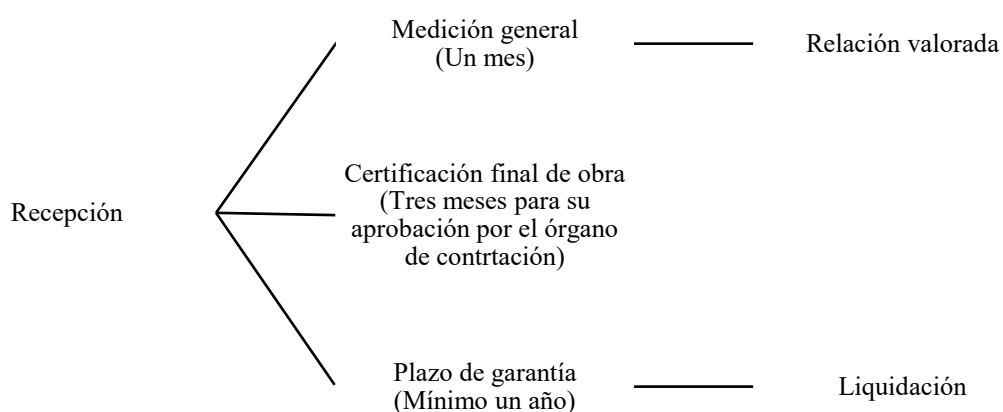 Medición general
(Un mes)
Relación valorada
Certificación final de obra
(Tres meses para su
aprobación por el órgano
de contrtación)
Recepción
Plazo de garantía
(Mínimo un año)
Liquidación